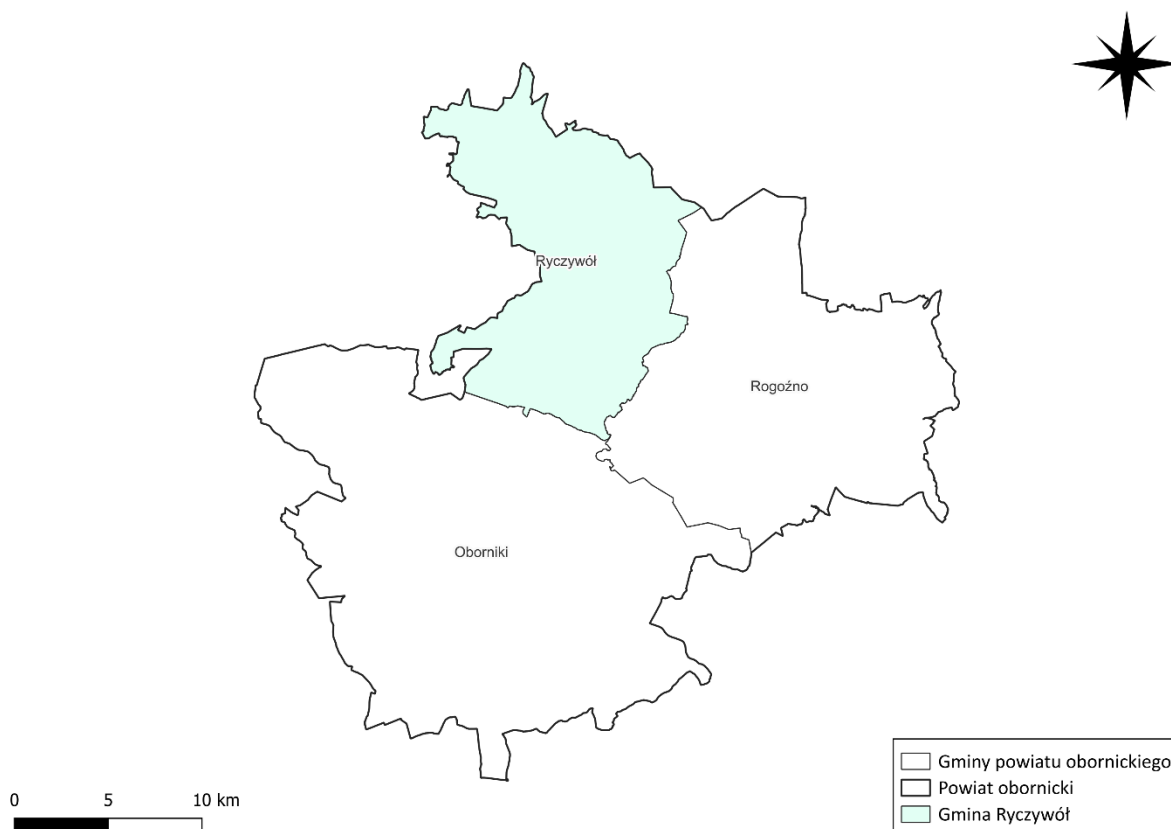 Ryczywół
Rogoźno
Oborniki
0 5 10 km
Gminy powiatu obornickiego
Powiat obornicki
Gmina Ryczywół